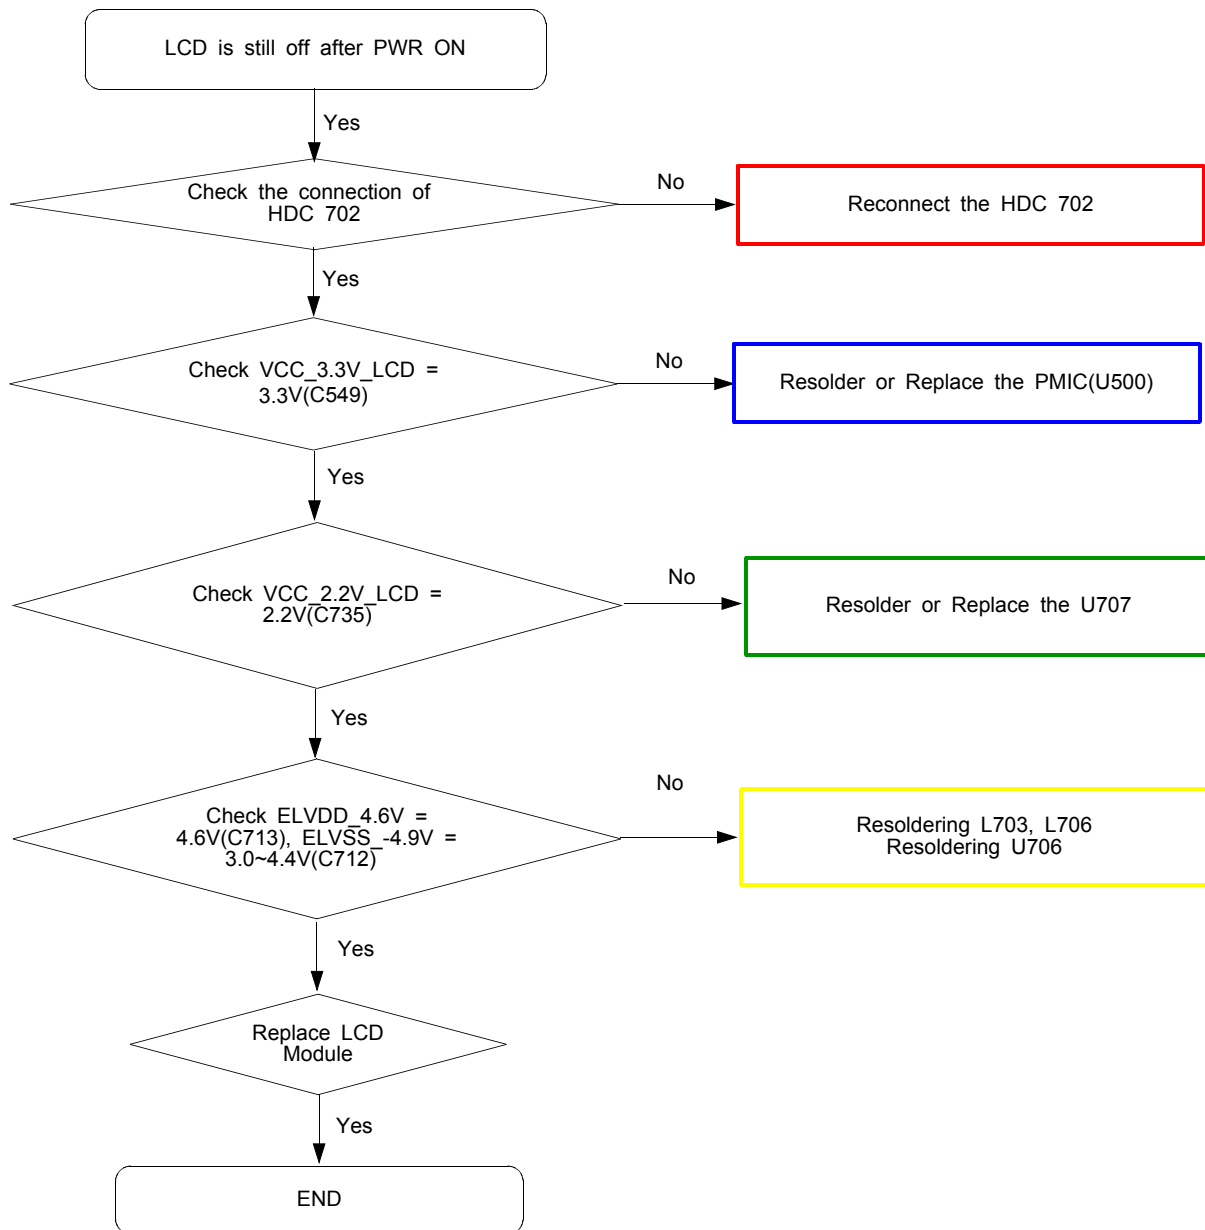 LCD is still off after PWR ON
Yes
Check the connection of
HDC 702
No
Reconnect the HDC 702
Yes
Check VCC_3.3V_LCD =
3.3V(C549)
No
Resolder or Replace the PMIC(U500)
Yes
Check VCC_2.2V_LCD =
2.2V(C735)
No
Resolder or Replace the U707
Yes
Check ELVDD_4.6V =
4.6V(C713), ELVSS_-4.9V =
3.0~4.4V(C712)
No
Resoldering L703, L706
Resoldering U706
Yes
Replace LCD
Module
Yes
END